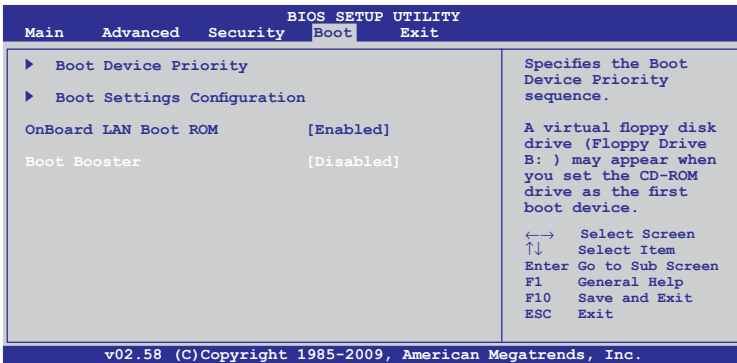 BIOS SETUP UTILITY
Main Advanced Security Boot Exit
Boot Device Priority
Boot Settings Configuration
OnBoard LAN Boot ROM [Enabled]
Boot Booster [Disabled]
Specifies the Boot
Device Priority
sequence.
A virtual floppy disk
drive (Floppy Drive
B: ) may appear when
you set the CD-ROM
drive as the first
boot device.
←→ Select Screen
↑↓ Select Item
Enter Go to Sub Screen
F1 General Help
F10 Save and Exit
ESC Exit
v02.58 (C)Copyright 1985-2009, American Megatrends, Inc.